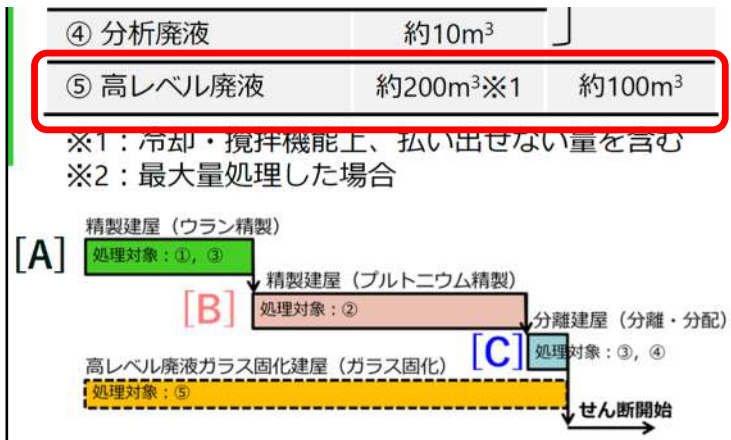 ④ 分析廃液 約10m³
⑤ 高レベル廃液 約200m³※1 約100m³
※1：冷却・撹拌機能上、払い出せない量を含む
※2：最大量処理した場合
精製建屋（ウラン精製）
[A]
処理対象：①，③
精製建屋（プルトニウム精製）
[B]
処理対象：②
分離建屋（分離・分配）
[C]
処理対象：③，④
高レベル廃液ガラス固化建屋（ガラス固化）
処理対象：⑤
せん断開始